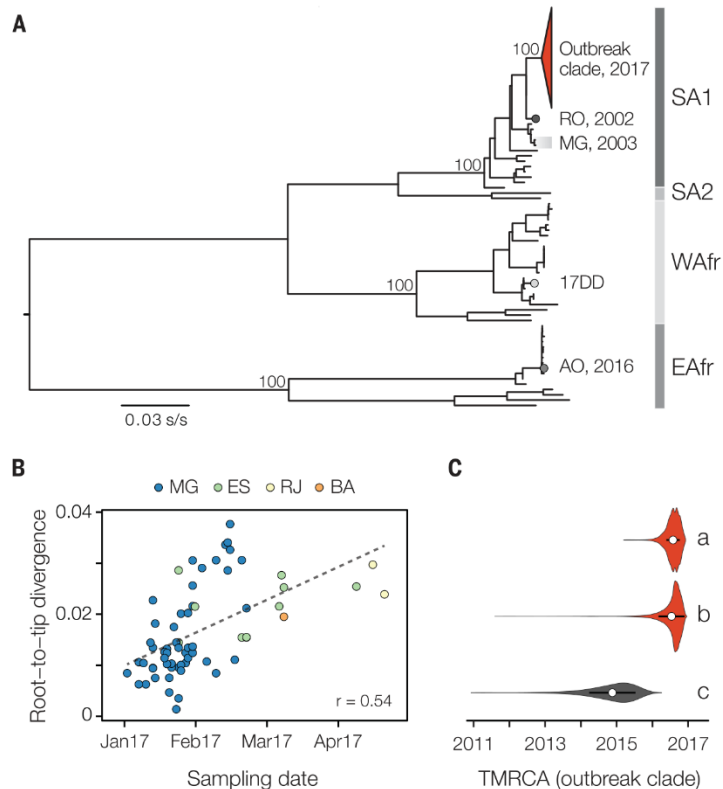 A
100
Outbreak
clade, 2017
RO, 2002
MG, 2003
100
SA1
SA2
WAfr
100
17DD
AO, 2016
100
EAfr
0.03 s/s
B
MG ES RJ BA
0.04
0.02
0
Root-to-tip divergence
r = 0.54
Jan17 Feb17 Mar17 Apr17
Sampling date
C
a
b
c
2011 2013 2015 2017
TMRCA (outbreak clade)